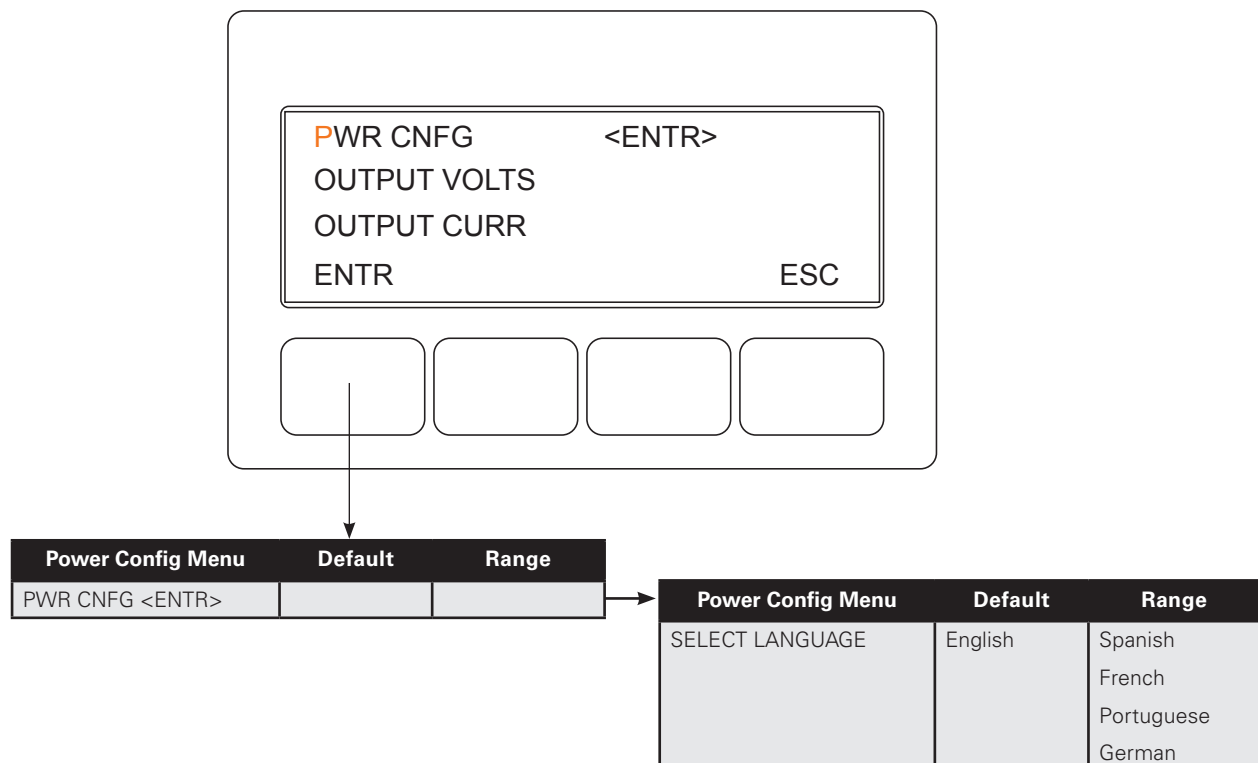 PWR CNFG <ENTR>
OUTPUT VOLTS
OUTPUT CURR
ENTR ESC
Power Config Menu Default Range
PWR CNFG <ENTR>
Power Config Menu Default Range
SELECT LANGUAGE English Spanish
French
Portuguese
German